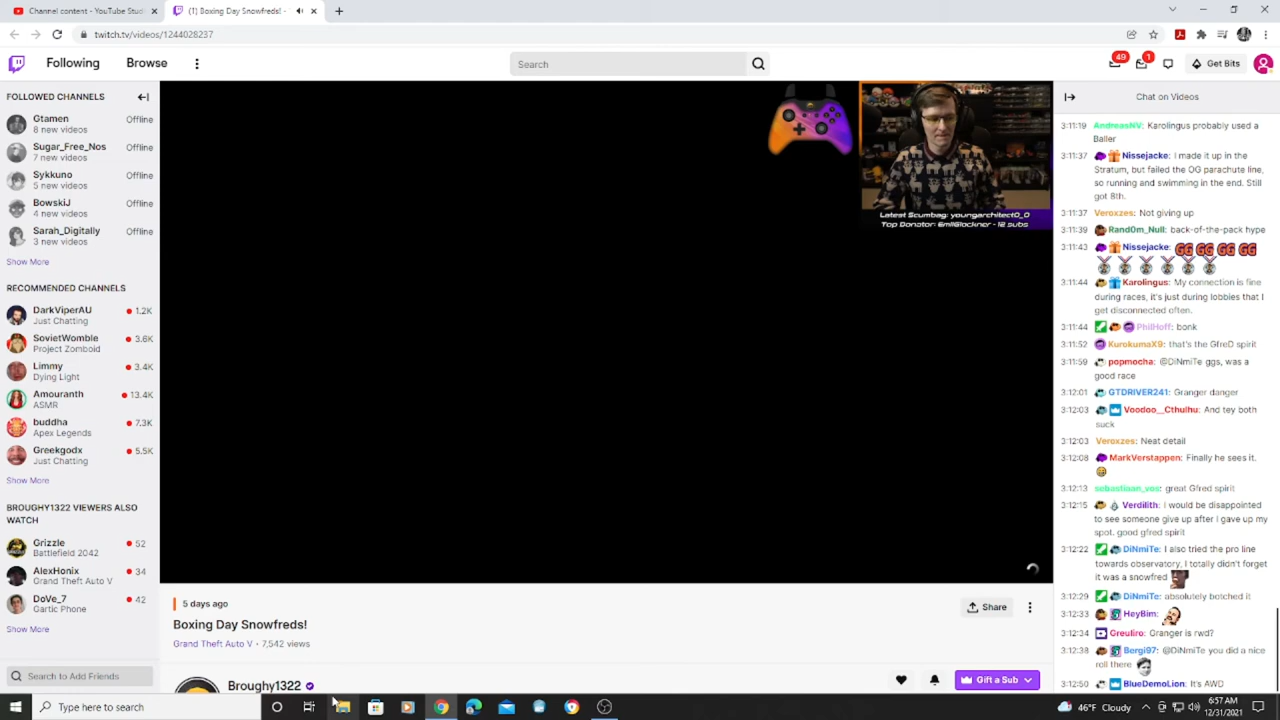 Channel content - YouTube Studi
(1) Boxing Day Snowfreds! -
twitch.tv/videos/1244028237
Following
Browse
Search
49
1
Get Bits
FOLLOWED CHANNELS
Gtamen
Offline
8 new videos
Sugar_Free_Nos
Offline
7 new videos
Sykkuno
Offline
5 new videos
BowskiJ
Offline
4 new videos
Sarah_Digitally
Offline
3 new videos
Show More
RECOMMENDED CHANNELS
DarkViperAU
1.2K
Just Chatting
SovietWomble
3.6K
Project Zomboid
Limmy
3.4K
Dying Light
Amouranth
13.4K
ASMR
buddha
7.3K
Apex Legends
Greekgodx
5.5K
Just Chatting
Show More
BROUGHY1322 VIEWERS ALSO
WATCH
Grizzle
52
Battlefield 2042
AlexHonix
34
Grand Theft Auto V
DoVe_7
42
Gartic Phone
Show More
Search to Add Friends
Latest Scumbag: youngarchitect0_0
Top Donator: EmilGlockner - 12 subs
5 days ago
Share
Boxing Day Snowfreds!
Grand Theft Auto V • 7,542 views
Broughy1322
Gift a Sub
Chat on Videos
3:11:19 AndreasNV: Karolingus probably used a
Baller
3:11:37 Nissejacke: I made it up in the
Stratum, but failed the OG parachute line,
so running and swimming in the end. Still
got 8th.
3:11:37 Veroxzes: Not giving up
3:11:39 Rand0m_Null: back-of-the-pack hype
3:11:43 Nissejacke: GG GG GG GG
3:11:44 Karolingus: My connection is fine
during races, it's just during lobbies that I
get disconnected often.
3:11:44 PhilHoff: bonk
3:11:52 KurokumaX9: that's the GfreD spirit
3:11:59 popmocha: @DiNmiTe ggs, was a
good race
3:12:01 GTDRIVER241: Granger danger
3:12:03 Voodoo__Cthulhu: And tey both
suck
3:12:03 Veroxzes: Neat detail
3:12:08 MarkVerstappen: Finally he sees it.
3:12:13 sebastiaan_vos: great Gfred spirit
3:12:15 Verdilith: I would be disappointed
to see someone give up after I gave up my
spot. good gfred spirit
3:12:22 DiNmiTe: I also tried the pro line
towards observatory, I totally didn't forget
it was a snowfred
3:12:29 DiNmiTe: absolutely botched it
3:12:33 HeyBim:
3:12:34 Greuliro: Granger is rwd?
3:12:38 Bergi97: @DiNmiTe you did a nice
roll there
3:12:50 BlueDemoLion: It's AWD
Type here to search
46°F Cloudy
6:57 AM
12/31/2021